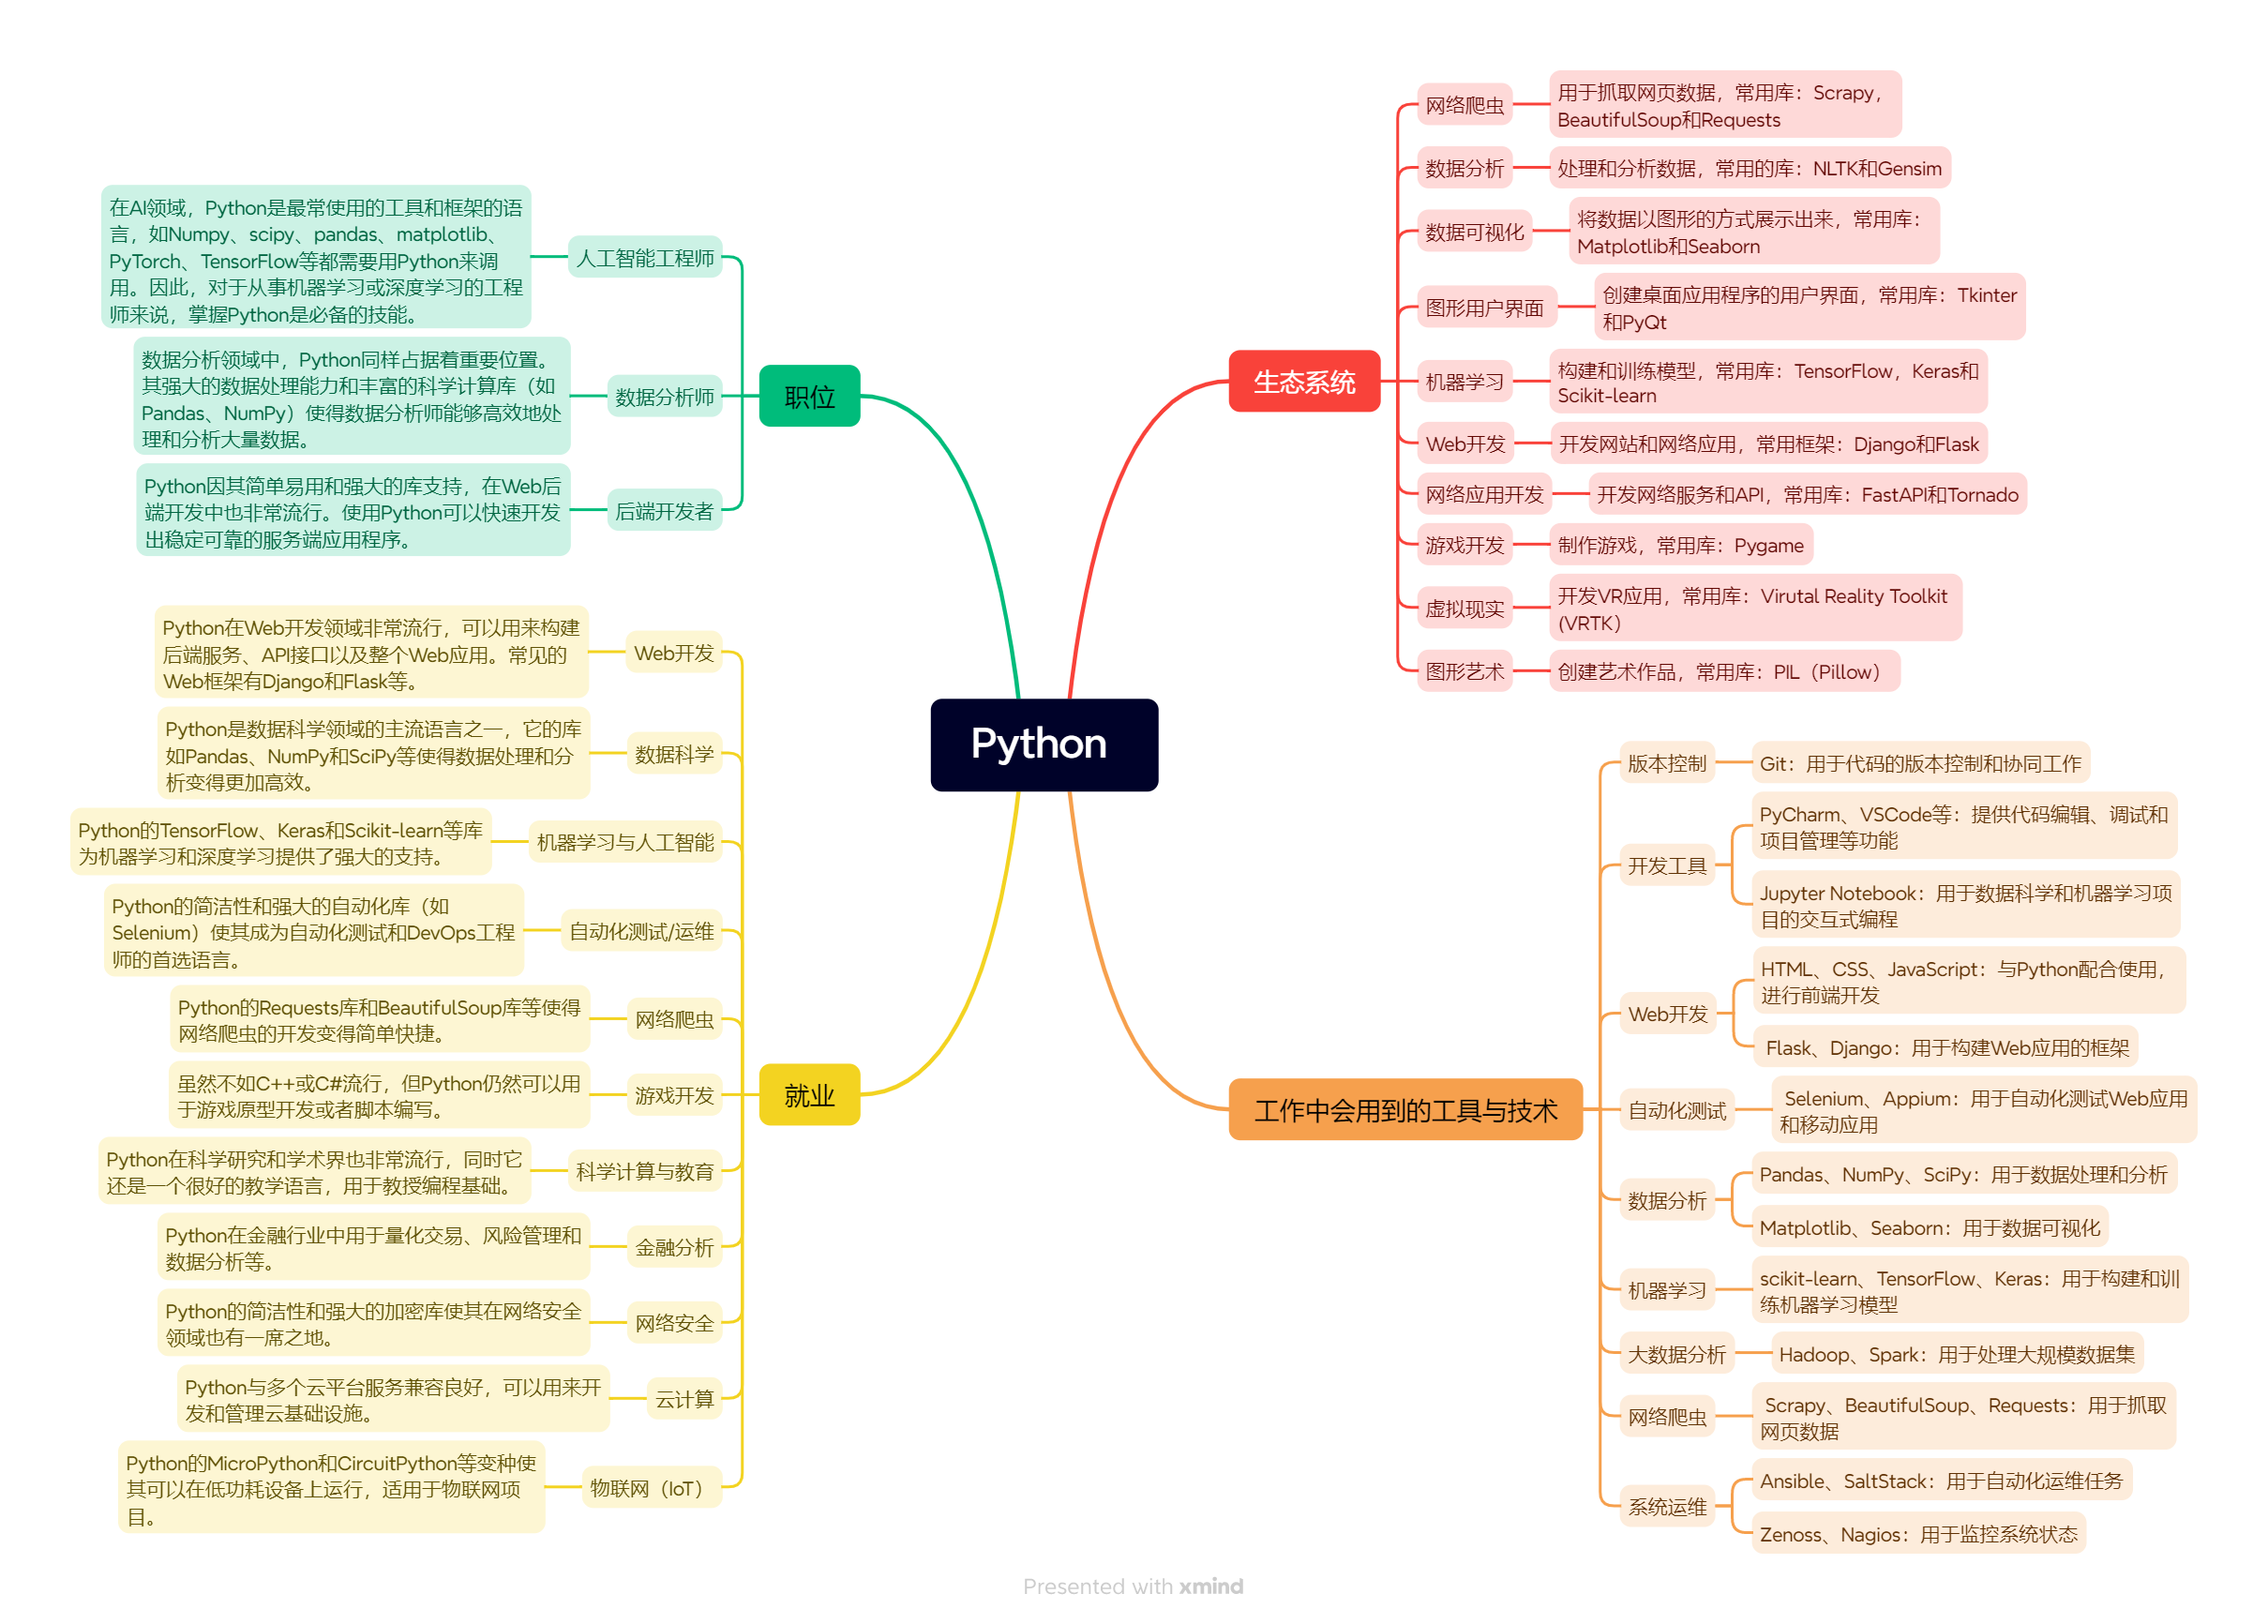 Python
生态系统
网络爬虫
用于抓取网页数据，常用库：Scrapy，
BeautifulSoup和Requests
数据分析
处理和分析数据，常用的库：NLTK和Gensim
数据可视化
将数据以图形的方式展示出来，常用库：
Matplotlib和Seaborn
图形用户界面
创建桌面应用程序的用户界面，常用库：Tkinter
和PyQt
机器学习
构建和训练模型，常用库：TensorFlow，Keras和
Scikit-learn
Web开发
开发网站和网络应用，常用框架：Django和Flask
网络应用开发
开发网络服务和API，常用库：FastAPI和Tornado
游戏开发
制作游戏，常用库：Pygame
虚拟现实
开发VR应用，常用库：Virutal Reality Toolkit
(VRTK）
图形艺术
创建艺术作品，常用库：PIL（Pillow）
工作中会用到的工具与技术
版本控制
Git：用于代码的版本控制和协同工作
开发工具
PyCharm、VSCode等：提供代码编辑、调试和
项目管理等功能
Jupyter Notebook：用于数据科学和机器学习项
目的交互式编程
Web开发
HTML、CSS、JavaScript：与Python配合使用，
进行前端开发
Flask、Django：用于构建Web应用的框架
自动化测试
Selenium、Appium：用于自动化测试Web应用
和移动应用
数据分析
Pandas、NumPy、SciPy：用于数据处理和分析
Matplotlib、Seaborn：用于数据可视化
机器学习
scikit-learn、TensorFlow、Keras：用于构建和训
练机器学习模型
大数据分析
Hadoop、Spark：用于处理大规模数据集
网络爬虫
Scrapy、BeautifulSoup、Requests：用于抓取
网页数据
系统运维
Ansible、SaltStack：用于自动化运维任务
Zenoss、Nagios：用于监控系统状态
职位
人工智能工程师
在AI领域，Python是最常使用的工具和框架的语
言，如Numpy、scipy、pandas、matplotlib、
PyTorch、TensorFlow等都需要用Python来调
用。因此，对于从事机器学习或深度学习的工程
师来说，掌握Python是必备的技能。
数据分析师
数据分析领域中，Python同样占据着重要位置。
其强大的数据处理能力和丰富的科学计算库（如
Pandas、NumPy）使得数据分析师能够高效地处
理和分析大量数据。
后端开发者
Python因其简单易用和强大的库支持，在Web后
端开发中也非常流行。使用Python可以快速开发
出稳定可靠的服务端应用程序。
就业
Web开发
Python在Web开发领域非常流行，可以用来构建
后端服务、API接口以及整个Web应用。常见的
Web框架有Django和Flask等。
数据科学
Python是数据科学领域的主流语言之一，它的库
如Pandas、NumPy和SciPy等使得数据处理和分
析变得更加高效。
机器学习与人工智能
Python的TensorFlow、Keras和Scikit-learn等库
为机器学习和深度学习提供了强大的支持。
自动化测试/运维
Python的简洁性和强大的自动化库（如
Selenium）使其成为自动化测试和DevOps工程
师的首选语言。
网络爬虫
Python的Requests库和BeautifulSoup库等使得
网络爬虫的开发变得简单快捷。
游戏开发
虽然不如C++或C#流行，但Python仍然可以用
于游戏原型开发或者脚本编写。
科学计算与教育
Python在科学研究和学术界也非常流行，同时它
还是一个很好的教学语言，用于教授编程基础。
金融分析
Python在金融行业中用于量化交易、风险管理和
数据分析等。
网络安全
Python的简洁性和强大的加密库使其在网络安全
领域也有一席之地。
云计算
Python与多个云平台服务兼容良好，可以用来开
发和管理云基础设施。
物联网（IoT）
Python的MicroPython和CircuitPython等变种使
其可以在低功耗设备上运行，适用于物联网项
目。
Presented with xmind